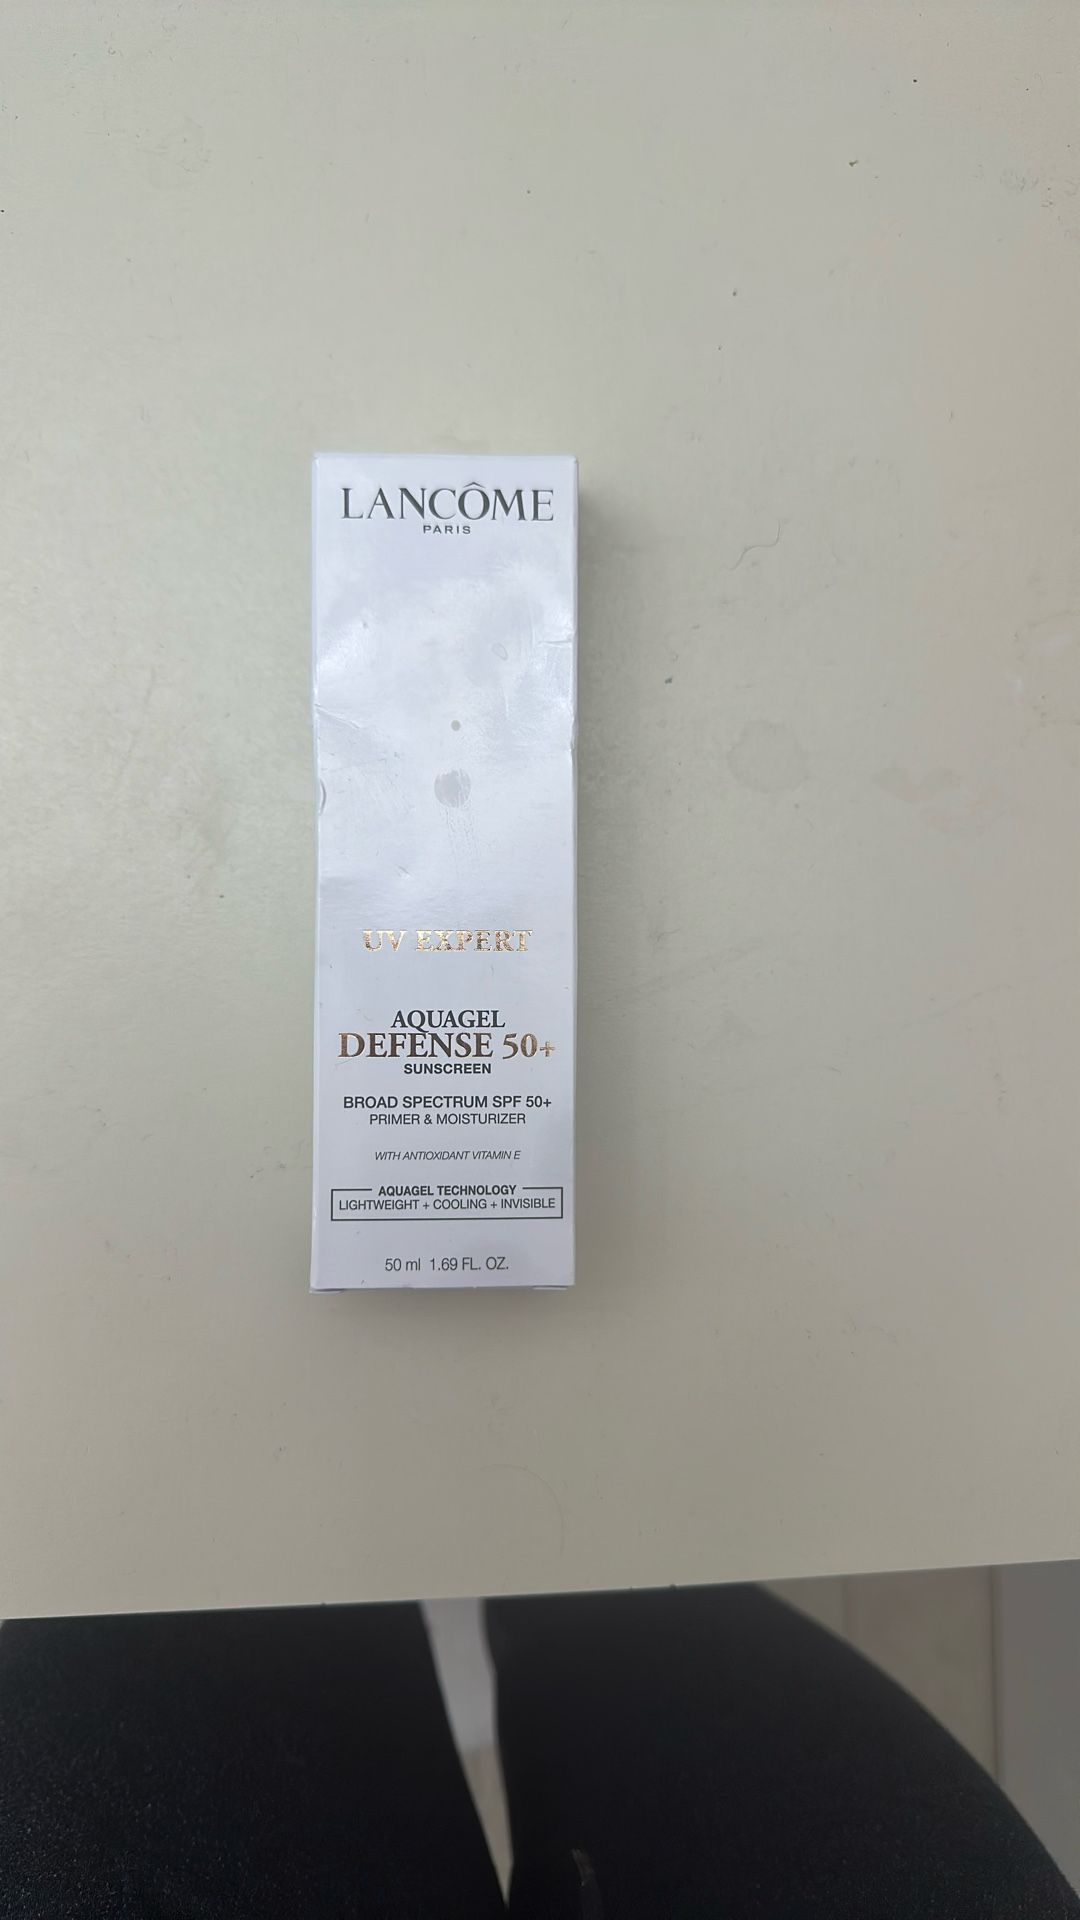 LANCÔME
PARIS
UV EXPERT
AQUAGEL
DEFENSE 50+
SUNSCREEN
BROAD SPECTRUM SPF 50+
PRIMER & MOISTURIZER
WITH ANTIOXIDANT VITAMIN E
AQUAGEL TECHNOLOGY
LIGHTWEIGHT + COOLING + INVISIBLE
50 ml 1.69 FL. OZ.